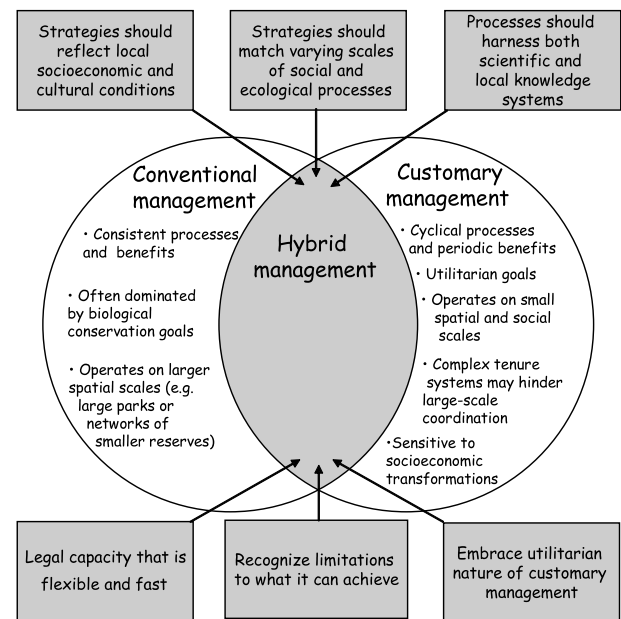 Strategies should
reflect local
socioeconomic and
cultural conditions
Strategies should
match varying scales
of social and
ecological processes
Processes should
harness both
scientific and
local knowledge
systems
Conventional
management
• Consistent processes
and benefits
• Often dominated
by biological
conservation goals
• Operates on larger
spatial scales (e.g.
large parks or
networks of
smaller reserves)
Hybrid
management
Customary
management
• Cyclical processes
and periodic benefits
• Utilitarian goals
• Operates on small
spatial and social
scales
• Complex tenure
systems may hinder
large-scale
coordination
•Sensitive to
socioeconomic
transformations
Legal capacity that is
flexible and fast
Recognize limitations
to what it can achieve
Embrace utilitarian
nature of customary
management